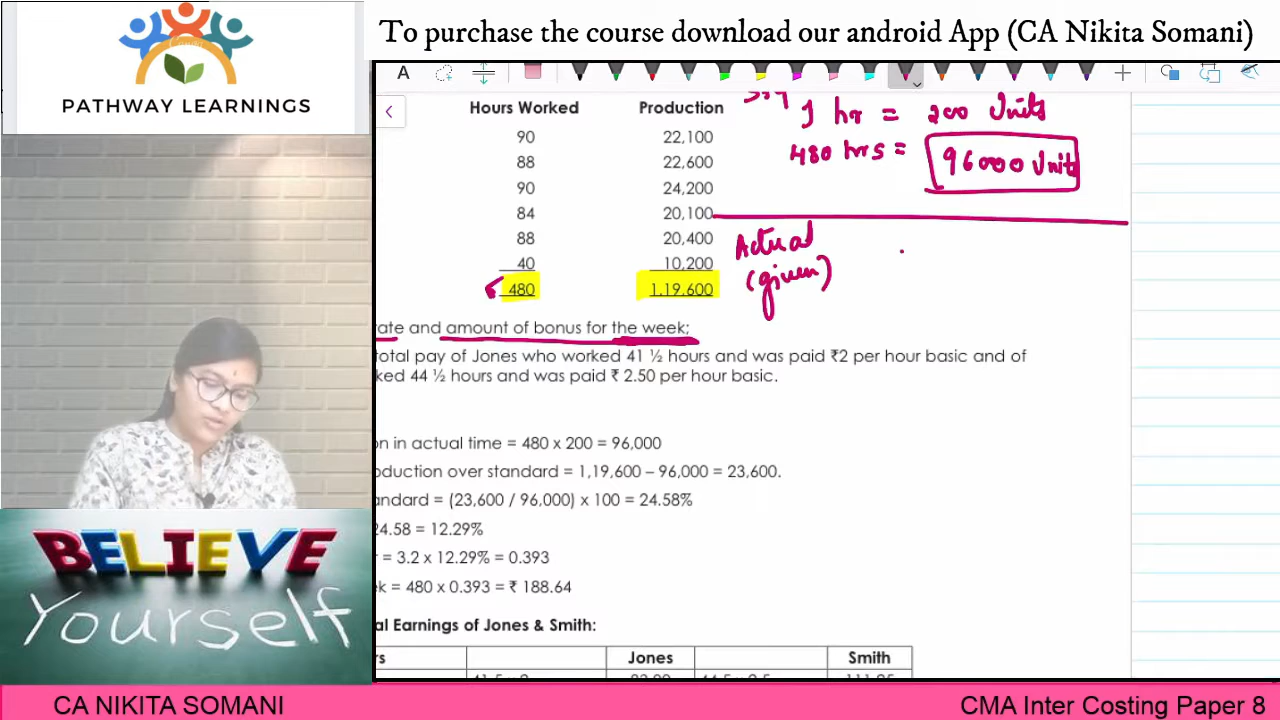 To purchase the course download our android App (CA Nikita Somani)
PATHWAY LEARNINGS
A
Hours Worked Production
90 22,100
88 22,600
90 24,200
84 20,100
88 20,400
40 10,200
480 1,19,600
1 hr = 200 Units
480 hrs = 96000 Units
Actual
(given)
rate and amount of bonus for the week;
total pay of Jones who worked 41 ½ hours and was paid ₹2 per hour basic and of
ked 44 ½ hours and was paid ₹ 2.50 per hour basic.
on in actual time = 480 x 200 = 96,000
oduction over standard = 1,19,600 – 96,000 = 23,600.
andard = (23,600 / 96,000) x 100 = 24.58%
24.58 = 12.29%
r = 3.2 x 12.29% = 0.393
ek = 480 x 0.393 = ₹ 188.64
al Earnings of Jones & Smith:
rs Jones Smith
BELIEVE
Yourself
CA NIKITA SOMANI
CMA Inter Costing Paper 8